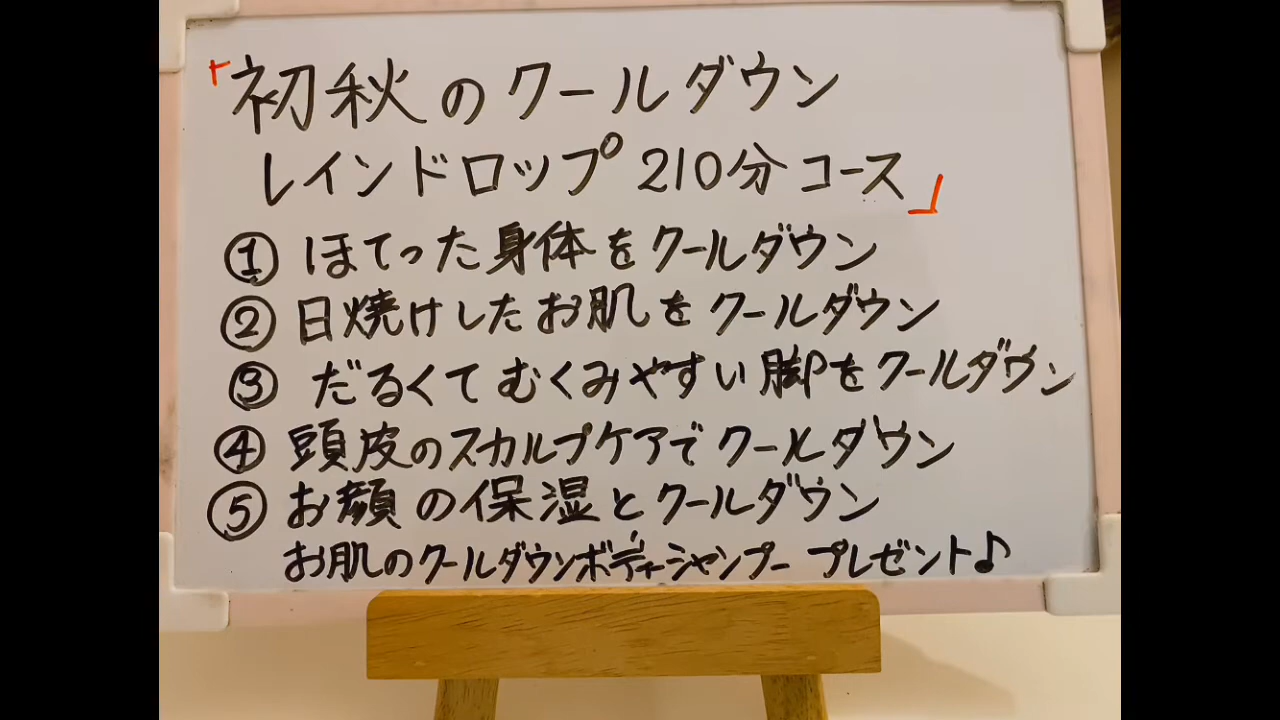 「初秋のクールダウン
レインドロップ210分コース」
① ほてった身体をクールダウン
② 日焼けしたお肌をクールダウン
③ だるくてむくみやすい脚をクールダウン
④ 頭皮のスカルプケアでクールダウン
⑤ お顔の保湿とクールダウン
お肌のクールダウンボディーシャンプープレゼント♪